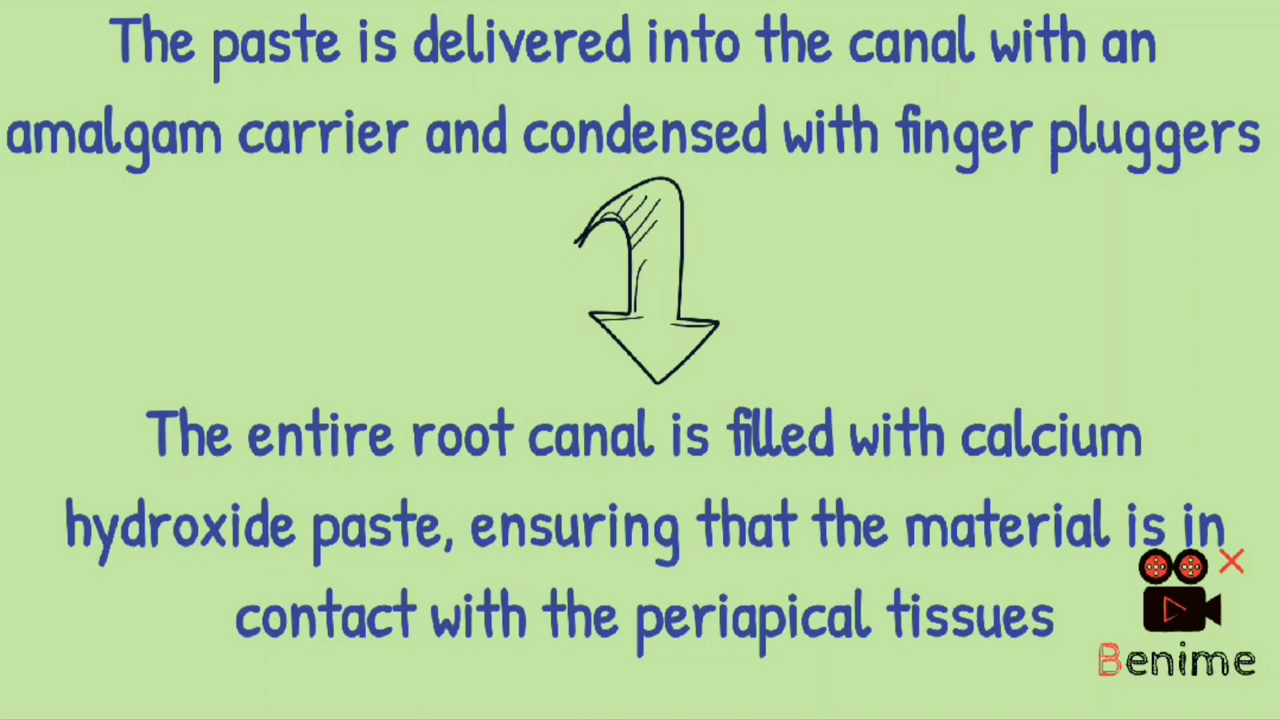 The paste is delivered into the canal with an
amalgam carrier and condensed with finger pluggers
The entire root canal is filled with calcium
hydroxide paste, ensuring that the material is in
contact with the periapical tissues
Benime